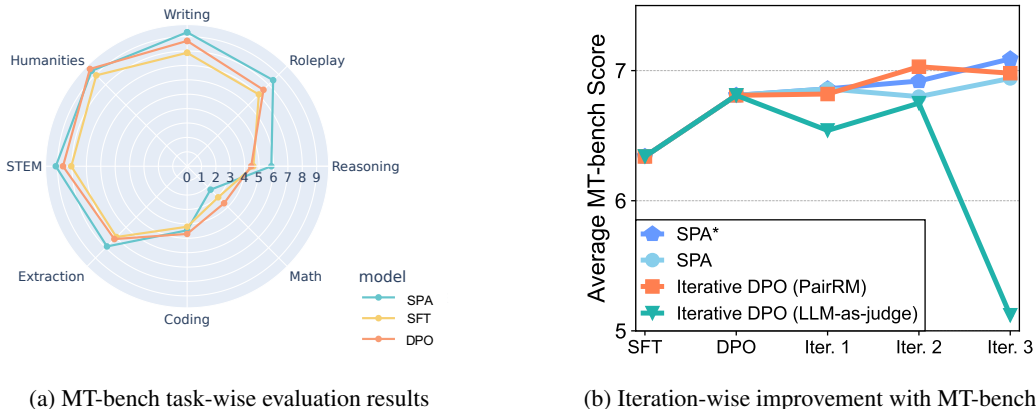 Writing
Humanities
Roleplay
STEM
0 1 2 3 4 5 6 7 8 9
Reasoning
Extraction
Math
Coding
model
SPA
SFT
DPO
(a) MT-bench task-wise evaluation results
Average MT-bench Score
7
6
5
SPA*
SPA
Iterative DPO (PairRM)
Iterative DPO (LLM-as-judge)
SFT DPO Iter. 1 Iter. 2 Iter. 3
(b) Iteration-wise improvement with MT-bench